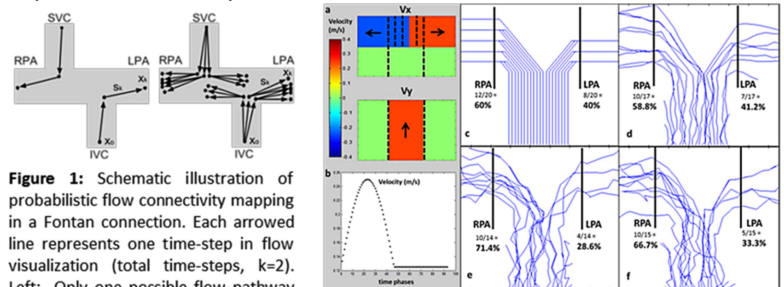 SVC
RPA
LPA
Sₖ
Xₖ
X₀
IVC
SVC
RPA
LPA
Sₖ
Xₖ
X₀
IVC
Figure 1: Schematic illustration of
probabilistic flow connectivity mapping
in a Fontan connection. Each arrowed
line represents one time-step in flow
visualization (total time-steps, k=2).
Left: Only one possible flow pathway
a
Velocity
(m/s)
0.4
0.3
0.2
0.1
0
-0.1
-0.2
-0.3
-0.4
Vx
Vy
b
Velocity (m/s)
time phases
RPA
12/20 =
60%
LPA
8/20 =
40%
c
RPA
10/17 =
58.8%
LPA
7/17 =
41.2%
d
RPA
10/14 =
71.4%
LPA
4/14 =
28.6%
e
RPA
10/15 =
66.7%
LPA
5/15 =
33.3%
f